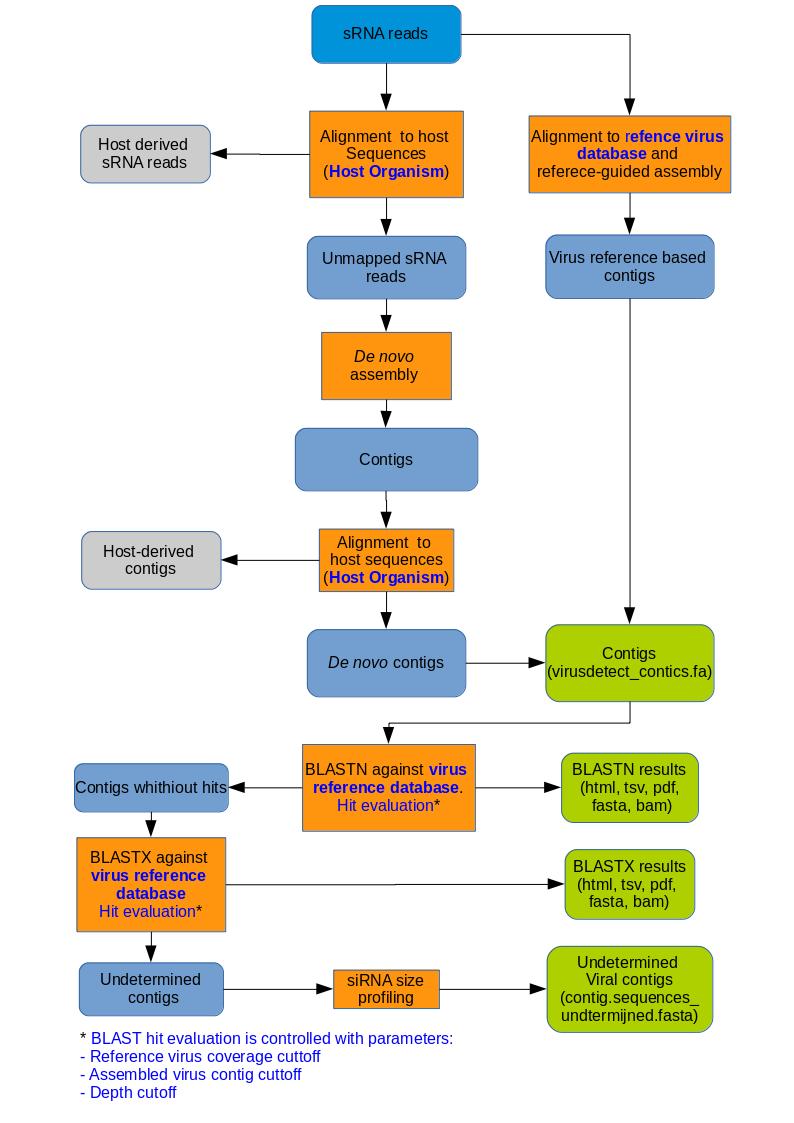 sRNA reads
Host derived
sRNA reads
Alignment to host
Sequences
(Host Organism)
Alignment to refence virus
database and
referece-guided assembly
Unmapped sRNA
reads
Virus reference based
contigs
De novo
assembly
Contigs
Host-derived
contigs
Alignment to
host sequences
(Host Organism)
De novo contigs
Contigs
(virusdetect_contics.fa)
Contigs whithiout hits
BLASTN against virus
reference database.
Hit evaluation*
BLASTN results
(html, tsv, pdf,
fasta, bam)
BLASTX against
virus reference
database
Hit evaluation*
BLASTX results
(html, tsv, pdf,
fasta, bam)
Undetermined
contigs
siRNA size
profiling
Undetermined
Viral contigs
(contig.sequences_
undtermijned.fasta)
* BLAST hit evaluation is controlled with parameters:
- Reference virus coverage cuttoff
- Assembled virus contig cuttoff
- Depth cutoff